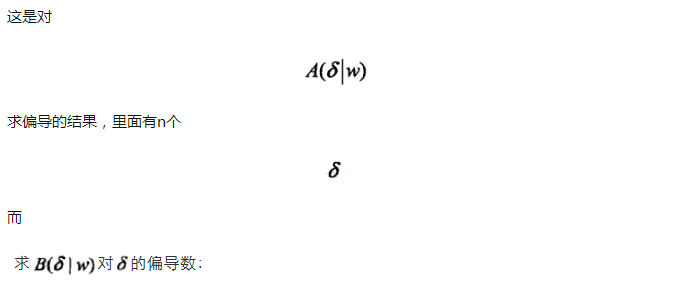 这是对
A(δ|w)
求偏导的结果，里面有n个
δ
而
求 B(δ | w) 对 δ 的偏导数：